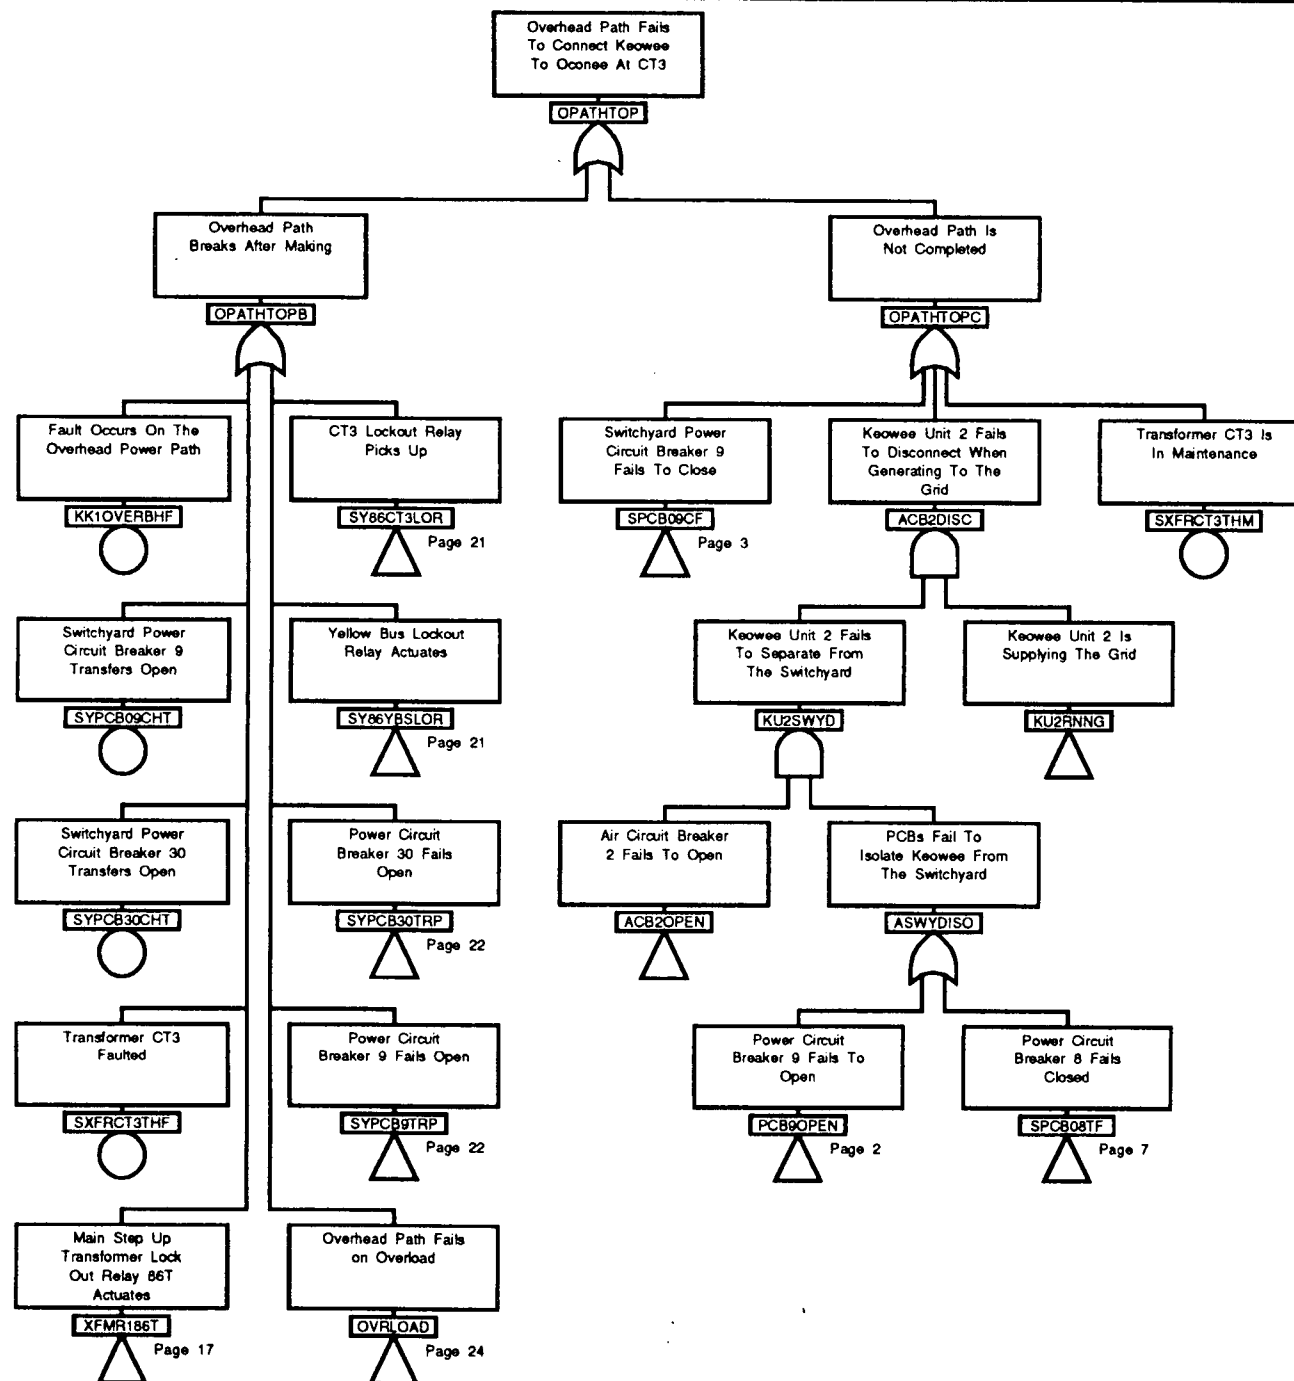 Overhead Path Fails
To Connect Keowee
To Oconee At CT3
OPATHTOP
Overhead Path
Breaks After Making
OPATHTOPB
Overhead Path Is
Not Completed
OPATHTOPC
Fault Occurs On The
Overhead Power Path
KK1OVERBHF
CT3 Lockout Relay
Picks Up
SY86CT3LOR
Page 21
Switchyard Power
Circuit Breaker 9
Fails To Close
SPCB09CF
Page 3
Keowee Unit 2 Fails
To Disconnect When
Generating To The
Grid
ACB2DISC
Transformer CT3 Is
In Maintenance
SXFRCT3THM
Switchyard Power
Circuit Breaker 9
Transfers Open
SYPCB09CHT
Yellow Bus Lockout
Relay Actuates
SY86YBSLOR
Page 21
Keowee Unit 2 Fails
To Separate From
The Switchyard
KU2SWYD
Keowee Unit 2 Is
Supplying The Grid
KU2RNNG
Switchyard Power
Circuit Breaker 30
Transfers Open
SYPCB30CHT
Power Circuit
Breaker 30 Fails
Open
SYPCB30TRP
Page 22
Air Circuit Breaker
2 Fails To Open
ACB2OPEN
PCBs Fail To
Isolate Keowee From
The Switchyard
ASWYDISO
Transformer CT3
Faulted
SXFRCT3THF
Power Circuit
Breaker 9 Fails Open
SYPCB9TRP
Page 22
Power Circuit
Breaker 9 Fails To
Open
PCB9OPEN
Page 2
Power Circuit
Breaker 8 Fails
Closed
SPCB08TF
Page 7
Main Step Up
Transformer Lock
Out Relay 86T
Actuates
XFMR186T
Page 17
Overhead Path Fails
on Overload
OVRLOAD
Page 24